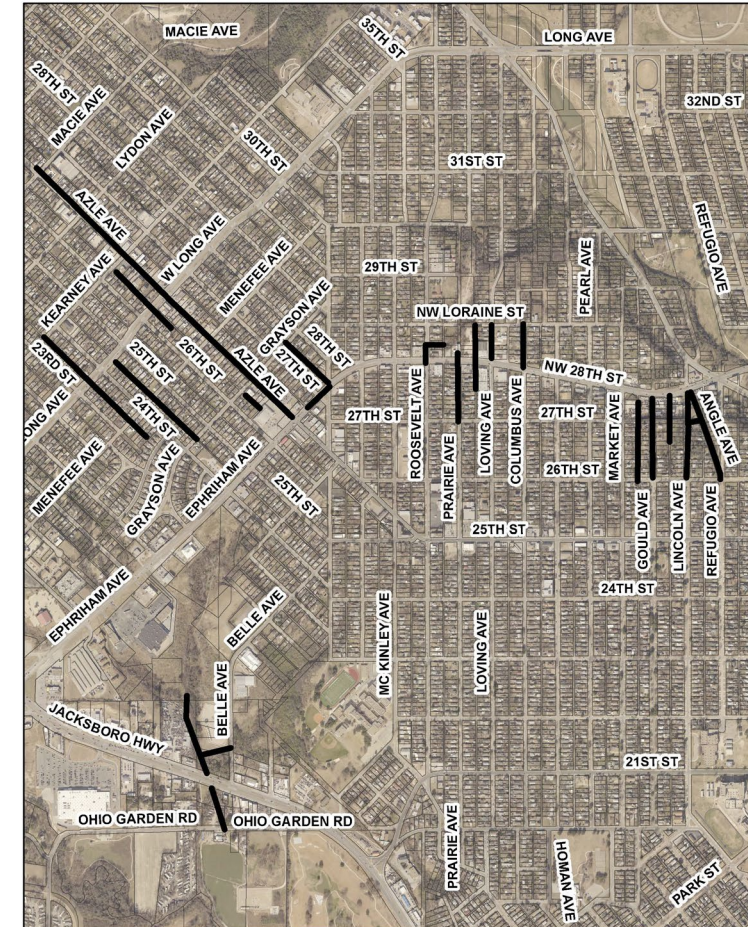 MACIE AVE
35TH ST
LONG AVE
28TH ST
MACIE AVE
LYDON AVE
30TH ST
32ND ST
31ST ST
AZLE AVE
W LONG AVE
REFUGIO AVE
KEARNEY AVE
MENEFEE AVE
29TH ST
PEARL AVE
GRAYSON AVE
28TH ST
NW LORAINE ST
23RD ST
25TH ST
26TH ST
AZLE AVE
27TH ST
NW 28TH ST
ONG AVE
24TH ST
27TH ST
ROOSEVELT AVE
PRAIRIE AVE
LOVING AVE
COLUMBUS AVE
27TH ST
MARKET AVE
ANGLE AVE
MENEFEE AVE
GRAYSON AVE
EPHRIHAM AVE
25TH ST
26TH ST
25TH ST
GOULD AVE
LINCOLN AVE
REFUGIO AVE
24TH ST
EPHRIHAM AVE
BELLE AVE
MC KINLEY AVE
LOVING AVE
BELLE AVE
JACKSBORO HWY
21ST ST
OHIO GARDEN RD
OHIO GARDEN RD
PRAIRIE AVE
HOMAN AVE
PARK ST